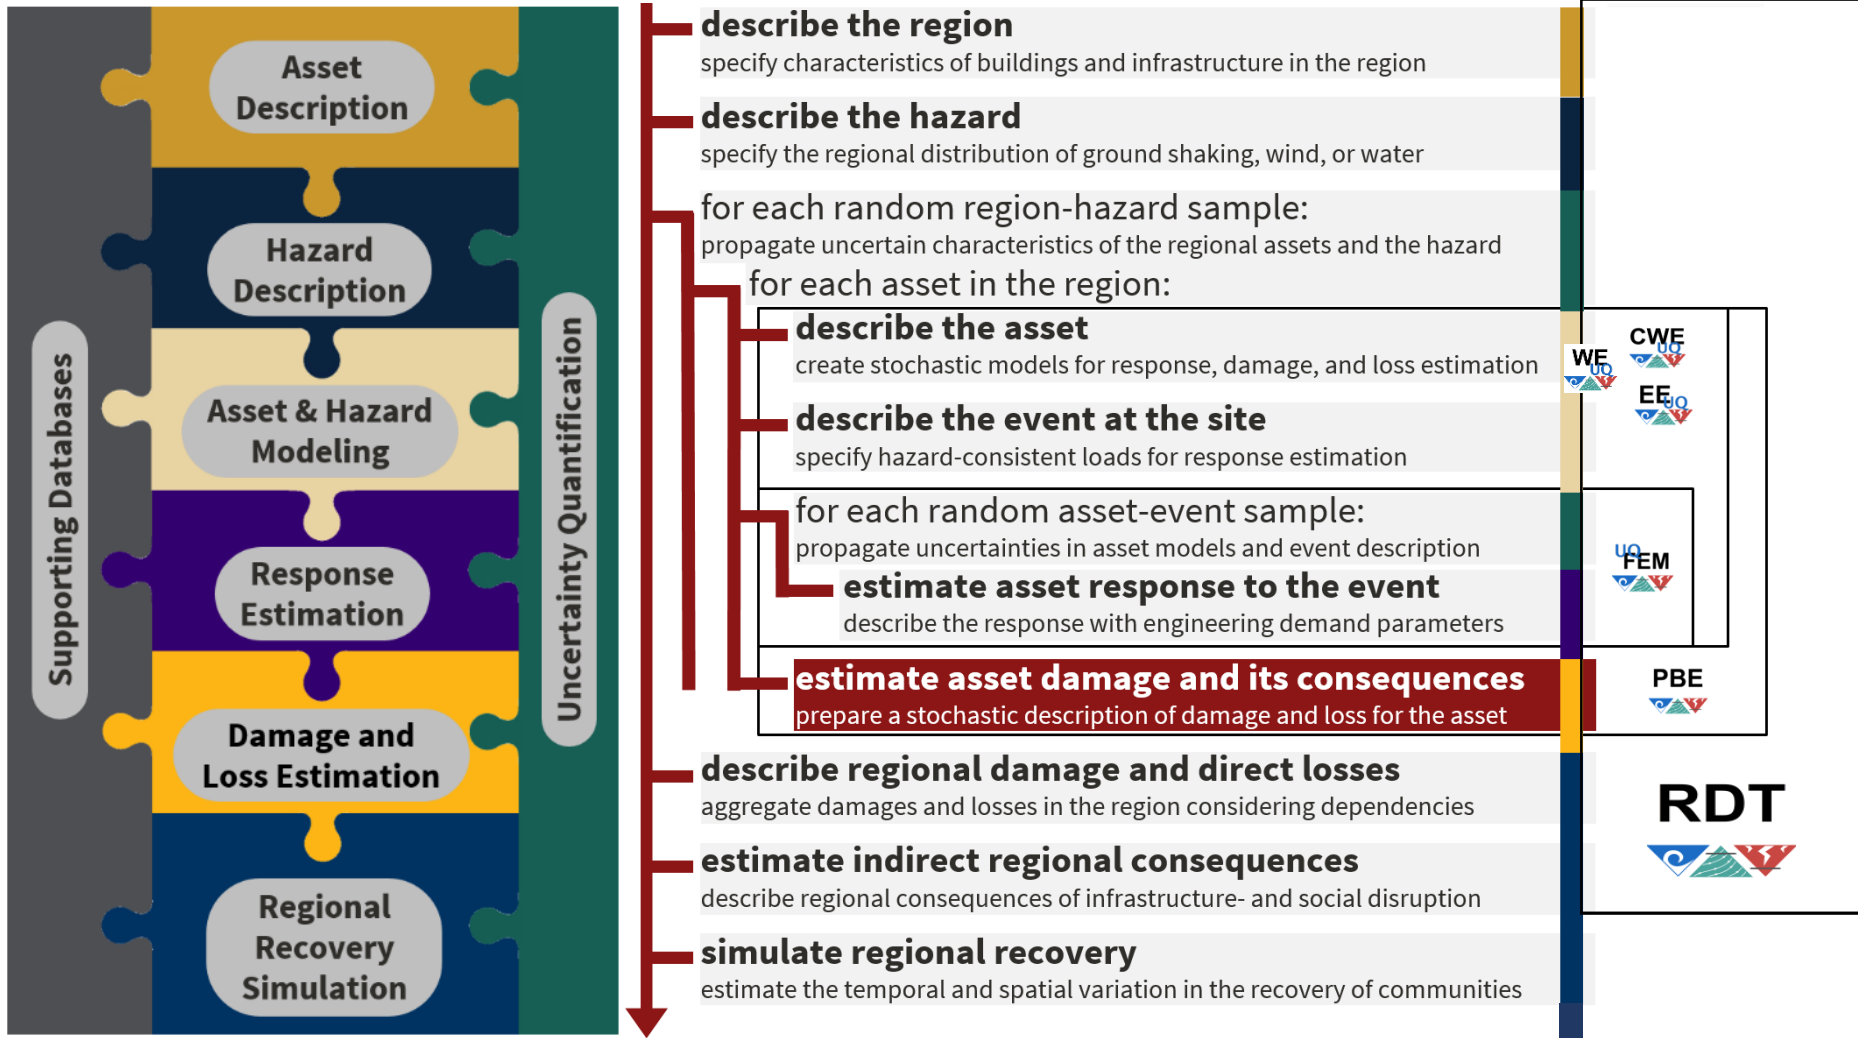 Supporting Databases
Asset
Description
Hazard
Description
Asset & Hazard
Modeling
Response
Estimation
Damage and
Loss Estimation
Regional
Recovery
Simulation
Uncertainty Quantification
describe the region
specify characteristics of buildings and infrastructure in the region
describe the hazard
specify the regional distribution of ground shaking, wind, or water
for each random region-hazard sample:
propagate uncertain characteristics of the regional assets and the hazard
for each asset in the region:
describe the asset
create stochastic models for response, damage, and loss estimation
describe the event at the site
specify hazard-consistent loads for response estimation
for each random asset-event sample:
propagate uncertainties in asset models and event description
estimate asset response to the event
describe the response with engineering demand parameters
estimate asset damage and its consequences
prepare a stochastic description of damage and loss for the asset
describe regional damage and direct losses
aggregate damages and losses in the region considering dependencies
estimate indirect regional consequences
describe regional consequences of infrastructure- and social disruption
simulate regional recovery
estimate the temporal and spatial variation in the recovery of communities
WE
UQ
CWE
UQ
EE
UQ
UQ
FEM
PBE
RDT